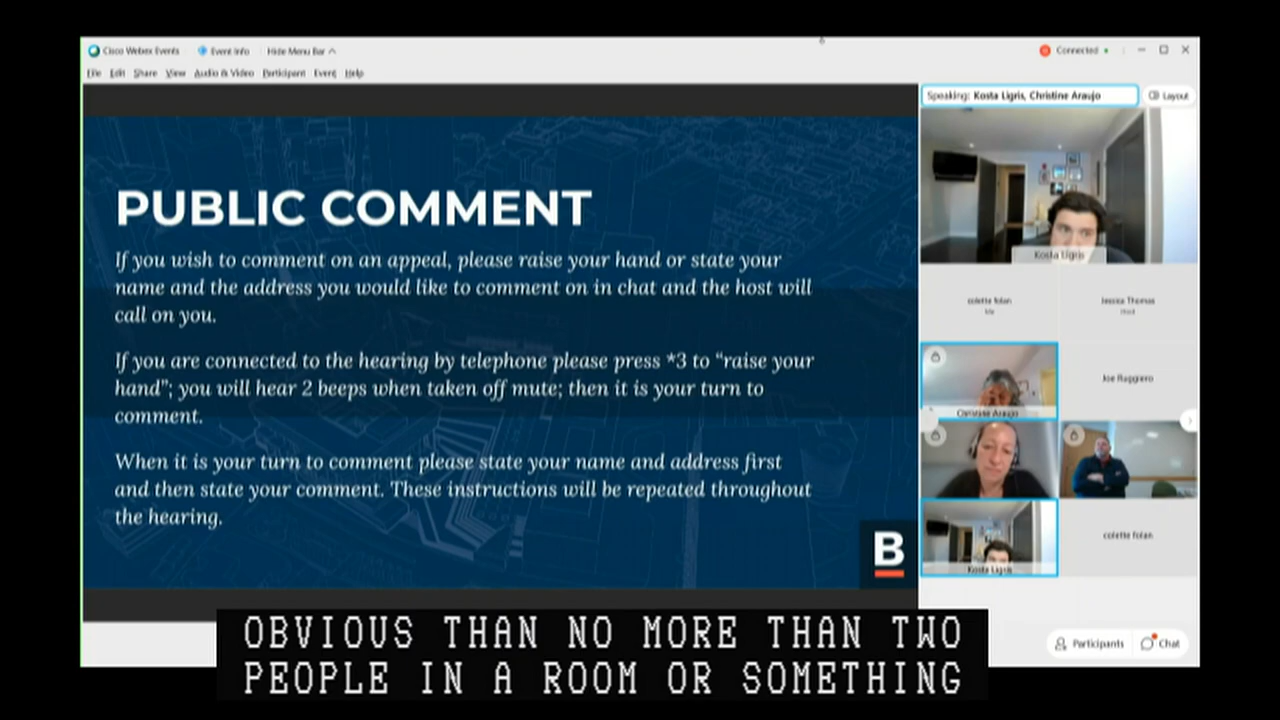 Cisco Webex Events Event Info Hide Menu Bar
Connected
File Edit Share View Audio & Video Participant Event Help
Speaking: Kosta Ligris, Christine Araujo
Layout
PUBLIC COMMENT
If you wish to comment on an appeal, please raise your hand or state your
name and the address you would like to comment on in chat and the host will
call on you.
If you are connected to the hearing by telephone please press *3 to “raise your
hand”; you will hear 2 beeps when taken off mute; then it is your turn to
comment.
When it is your turn to comment please state your name and address first
and then state your comment. These instructions will be repeated throughout
the hearing.
B
Kosta Ligris
colette folan
Me
Jessica Thomas
Host
Christine Araujo
Joe Ruggiero
Kosta Ligris
colette folan
Participants
Chat
OBVIOUS THAN NO MORE THAN TWO
PEOPLE IN A ROOM OR SOMETHING